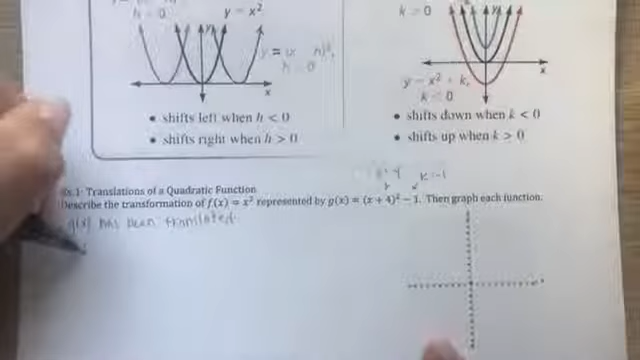 h < 0
y = x²
k > 0
y = (x - h)²,
h > 0
y = x² + k,
k < 0
• shifts left when h < 0
• shifts right when h > 0
• shifts down when k < 0
• shifts up when k > 0
x
y
x
y
k=-1
Ex 1: Translations of a Quadratic Function
Describe the transformation of f(x) = x² represented by g(x) = (x + 4)² − 1. Then graph each function.
g(x) has been translated: